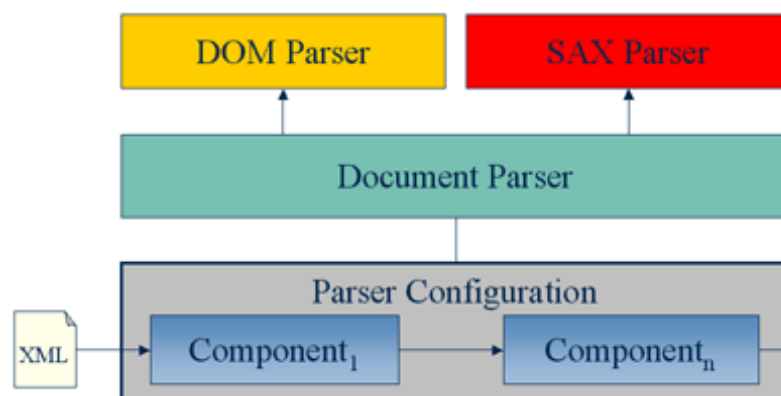 DOM Parser
SAX Parser
Document Parser
Parser Configuration
XML
Component1
Componentn